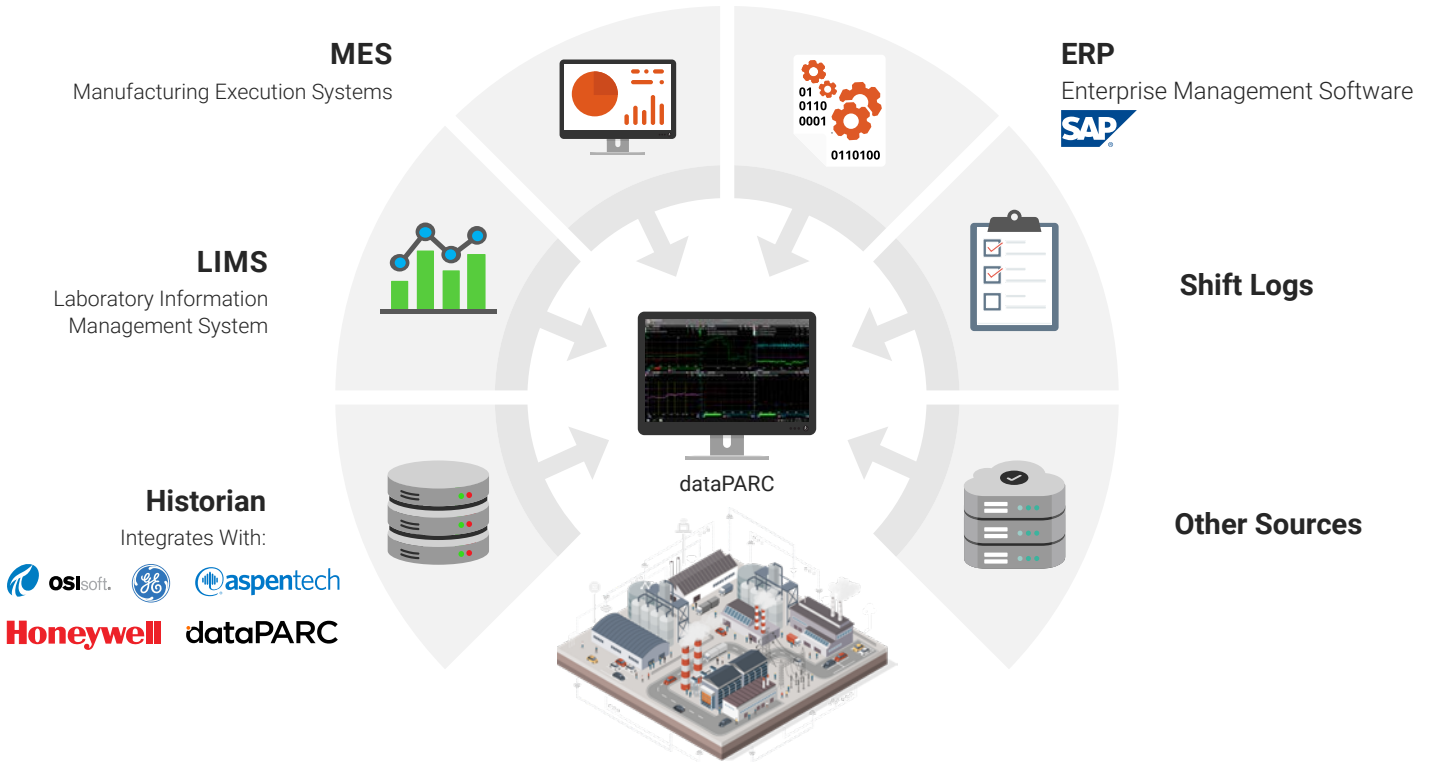 MES
Manufacturing Execution Systems
ERP
Enterprise Management Software
SAP
®
01
0110
0001
0110100
LIMS
Laboratory Information
Management System
Shift Logs
dataPARC
Historian
Integrates With:
OSIsoft.
GE
aspentech
Honeywell
dataPARC
Other Sources